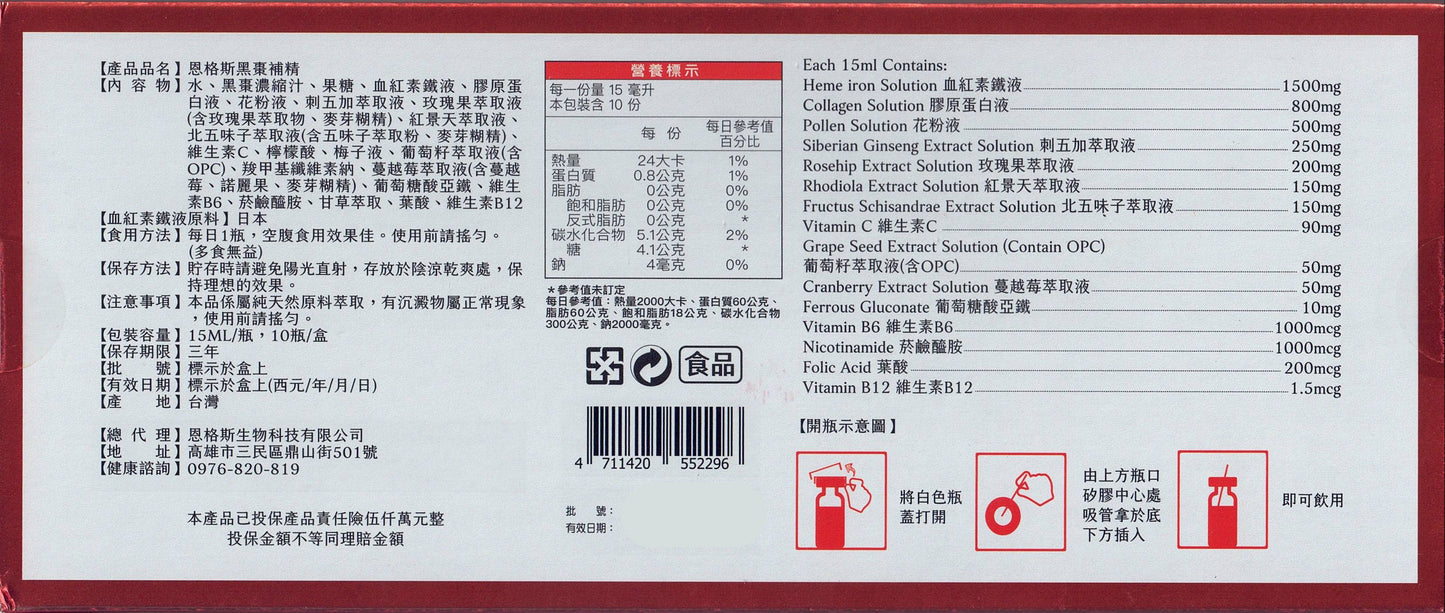 【產品品名】恩格斯黑棗補精
【內 容 物】水、黑棗濃縮汁、果糖、血紅素鐵液、膠原蛋
白液、花粉液、刺五加萃取液、玫瑰果萃取液
(含玫瑰果萃取物、麥芽糊精)、紅景天萃取液、
北五味子萃取液(含五味子萃取粉、麥芽糊精)、
維生素C、檸檬酸、梅子液、葡萄籽萃取液(含
OPC)、羧甲基纖維素納、蔓越莓萃取液(含蔓越
莓、諾麗果、麥芽糊精)、葡萄糖酸亞鐵、維生
素B6、菸鹼醯胺、甘草萃取、葉酸、維生素B12
【血紅素鐵液原料】日本
【食用方法】每日1瓶，空腹食用效果佳。使用前請搖勻。
(多食無益)
【保存方法】貯存時請避免陽光直射，存放於陰涼乾爽處，保
持理想的效果。
【注意事項】本品係屬純天然原料萃取，有沉澱物屬正常現象
，使用前請搖勻。
【包裝容量】15ML/瓶，10瓶/盒
【保存期限】三年
【批　　號】標示於盒上
【有效日期】標示於盒上(西元/年/月/日)
【產　　地】台灣
【總 代 理】恩格斯生物科技有限公司
【地　　址】高雄市三民區鼎山街501號
【健康諮詢】0976-820-819
本產品已投保產品責任險伍仟萬元整
投保金額不等同理賠金額
營養標示
每一份量 15 毫升
本包裝含 10 份
每 份 每日參考值
百分比
熱量 24大卡 1%
蛋白質 0.8公克 1%
脂肪 0公克 0%
飽和脂肪 0公克 0%
反式脂肪 0公克 *
碳水化合物 5.1公克 2%
糖 4.1公克 *
鈉 4毫克 0%
*參考值未訂定
每日參考值：熱量2000大卡、蛋白質60公克、
脂肪60公克、飽和脂肪18公克、碳水化合物
300公克、鈉2000毫克。
食品
4 711420 552296
批　號：
有效日期：
Each 15ml Contains:
Heme iron Solution 血紅素鐵液 1500mg
Collagen Solution 膠原蛋白液 800mg
Pollen Solution 花粉液 500mg
Siberian Ginseng Extract Solution 刺五加萃取液 250mg
Rosehip Extract Solution 玫瑰果萃取液 200mg
Rhodiola Extract Solution 紅景天萃取液 150mg
Fructus Schisandrae Extract Solution 北五味子萃取液 150mg
Vitamin C 維生素C 90mg
Grape Seed Extract Solution (Contain OPC)
葡萄籽萃取液(含OPC) 50mg
Cranberry Extract Solution 蔓越莓萃取液 50mg
Ferrous Gluconate 葡萄糖酸亞鐵 10mg
Vitamin B6 維生素B6 1000mcg
Nicotinamide 菸鹼醯胺 1000mcg
Folic Acid 葉酸 200mcg
Vitamin B12 維生素B12 1.5mcg
【開瓶示意圖】
將白色瓶
蓋打開
由上方瓶口
矽膠中心處
吸管拿於底
下方插入
即可飲用